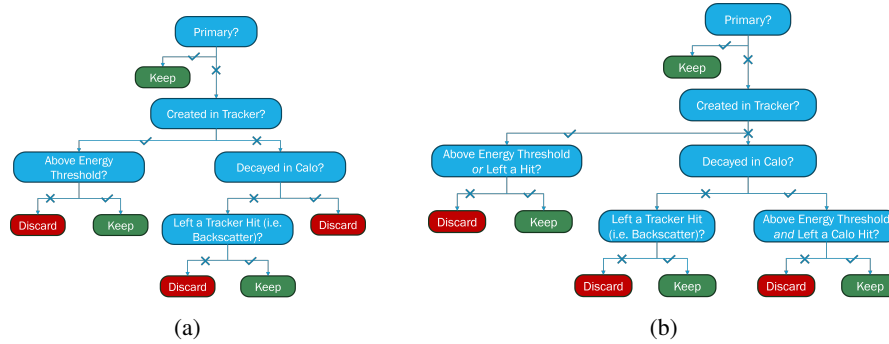 Primary?
Keep
Created in Tracker?
Above Energy
Threshold?
Decayed in Calo?
Discard
Keep
Left a Tracker Hit (i.e.
Backscatter)?
Discard
Discard
Keep
(a)
Primary?
Keep
Created in Tracker?
Above Energy Threshold
or Left a Hit?
Decayed in Calo?
Discard
Keep
Left a Tracker Hit
(i.e. Backscatter)?
Above Energy Threshold
and Left a Calo Hit?
Discard
Keep
Discard
Keep
(b)